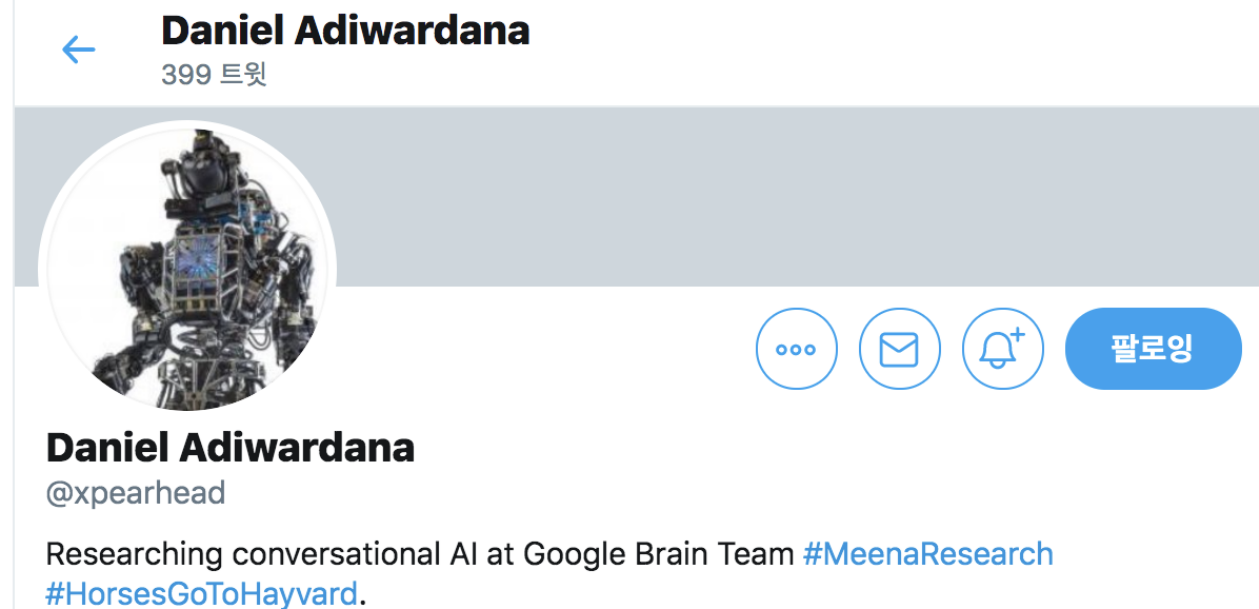 Daniel Adiwardana
399 트윗
팔로잉
Daniel Adiwardana
@xpearhead
Researching conversational AI at Google Brain Team #MeenaResearch
#HorsesGoToHayvard.